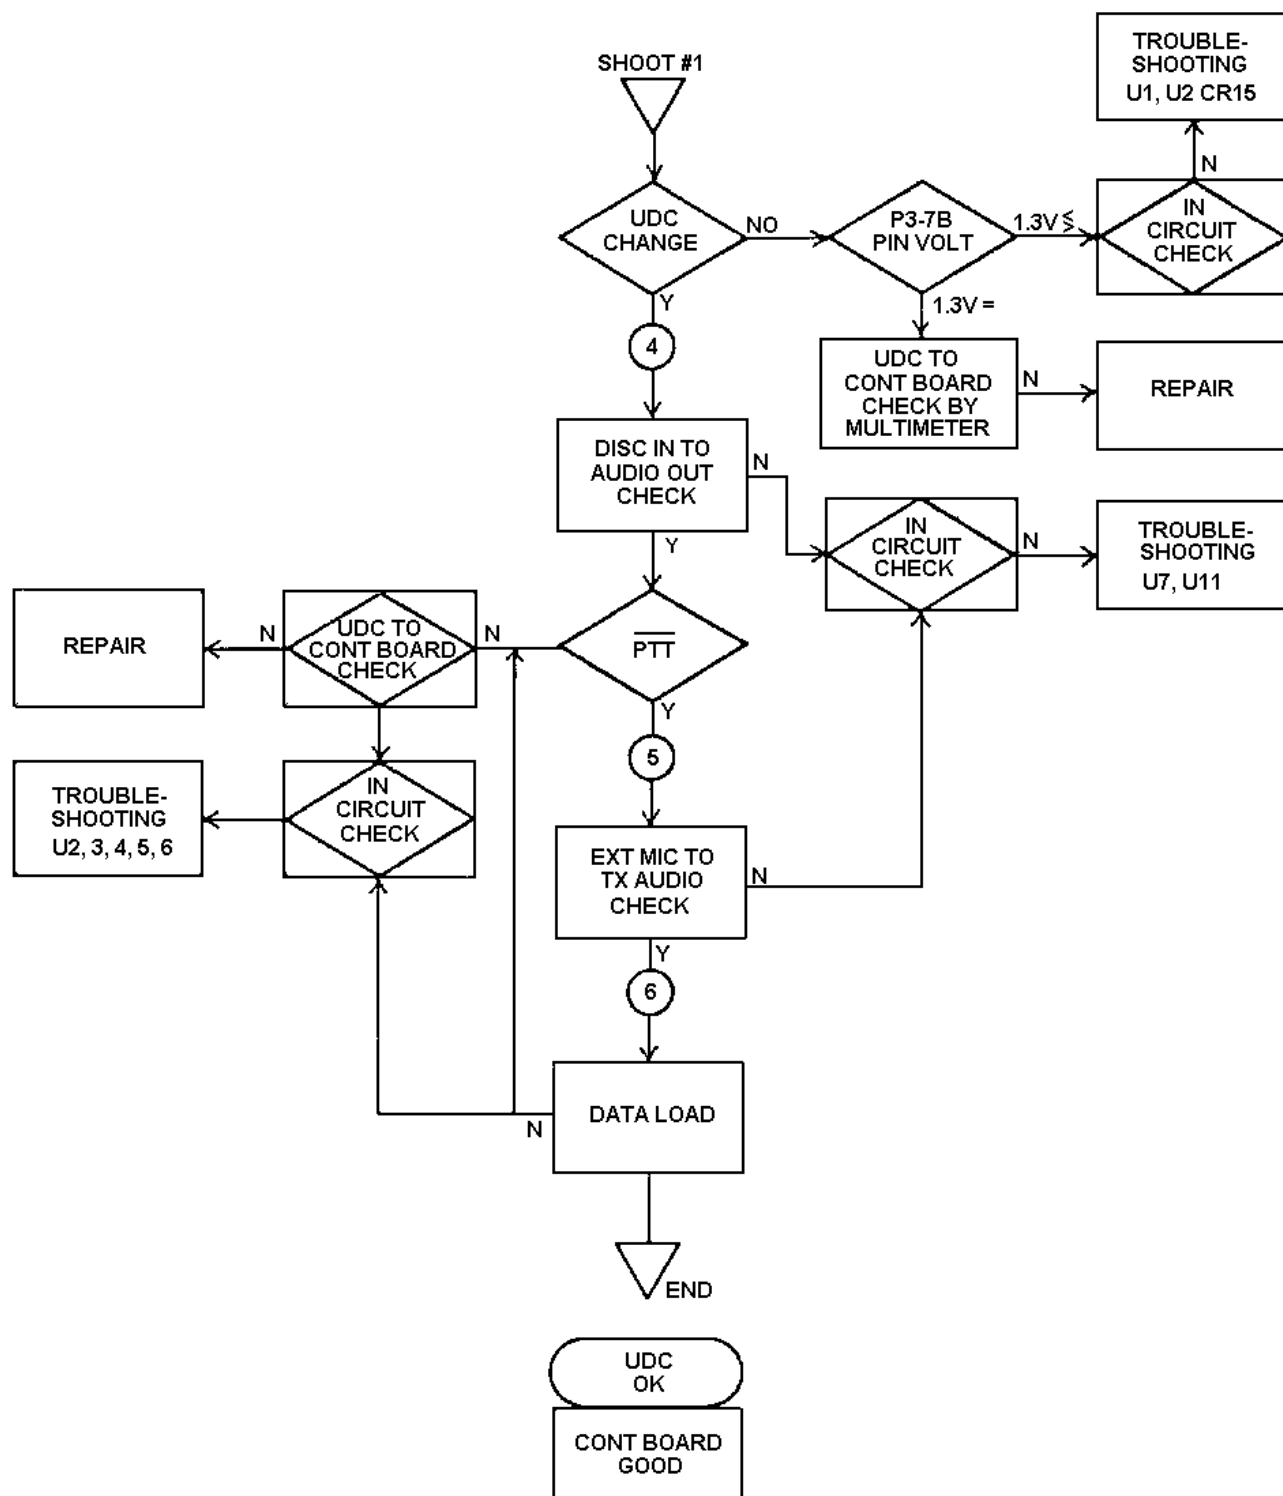 SHOOT #1
UDC
CHANGE
NO
Y
P3-7B
PIN VOLT
1.3V ≤
1.3V =
IN
CIRCUIT
CHECK
N
TROUBLE-
SHOOTING
U1, U2 CR15
UDC TO
CONT BOARD
CHECK BY
MULTIMETER
N
REPAIR
4
DISC IN TO
AUDIO OUT
CHECK
N
Y
IN
CIRCUIT
CHECK
N
TROUBLE-
SHOOTING
U7, U11
PTT
N
Y
UDC TO
CONT BOARD
CHECK
N
REPAIR
IN
CIRCUIT
CHECK
TROUBLE-
SHOOTING
U2, 3, 4, 5, 6
5
EXT MIC TO
TX AUDIO
CHECK
N
Y
6
DATA LOAD
N
END
UDC
OK
CONT BOARD
GOOD